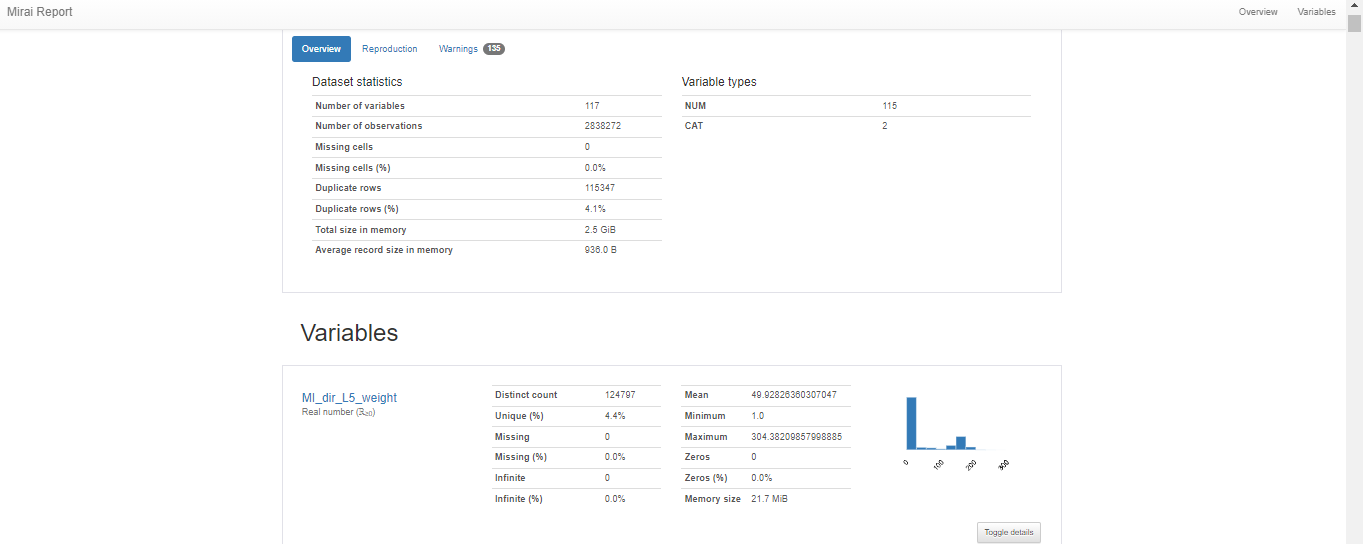 Mirai Report Overview Variables
Overview Reproduction Warnings 135
Dataset statistics
Number of variables 117
Number of observations 2838272
Missing cells 0
Missing cells (%) 0.0%
Duplicate rows 115347
Duplicate rows (%) 4.1%
Total size in memory 2.5 GiB
Average record size in memory 936.0 B
Variable types
NUM 115
CAT 2
Variables
MI_dir_L5_weight
Real number (ℝ≥0)
Distinct count 124797
Unique (%) 4.4%
Missing 0
Missing (%) 0.0%
Infinite 0
Infinite (%) 0.0%
Mean 49.92826360307047
Minimum 1.0
Maximum 304.38209857998885
Zeros 0
Zeros (%) 0.0%
Memory size 21.7 MiB
0 100 200 300
Toggle details